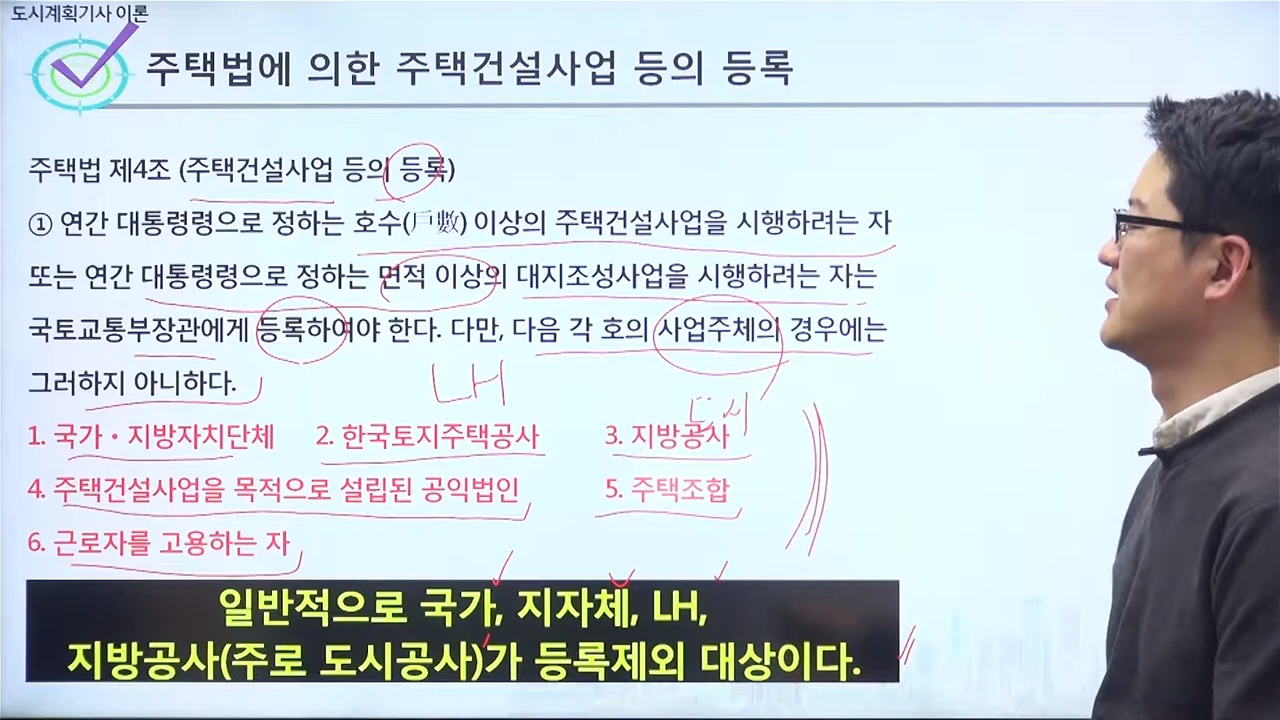 도시계획기사 이론
주택법에 의한 주택건설사업 등의 등록
주택법 제4조 (주택건설사업 등의 등록)
① 연간 대통령령으로 정하는 호수(戶數) 이상의 주택건설사업을 시행하려는 자
또는 연간 대통령령으로 정하는 면적 이상의 대지조성사업을 시행하려는 자는
국토교통부장관에게 등록하여야 한다. 다만, 다음 각 호의 사업주체의 경우에는
그러하지 아니하다.
LH
도시
1. 국가・지방자치단체 2. 한국토지주택공사 3. 지방공사
4. 주택건설사업을 목적으로 설립된 공익법인 5. 주택조합
6. 근로자를 고용하는 자
일반적으로 국가, 지자체, LH,
지방공사(주로 도시공사)가 등록제외 대상이다.